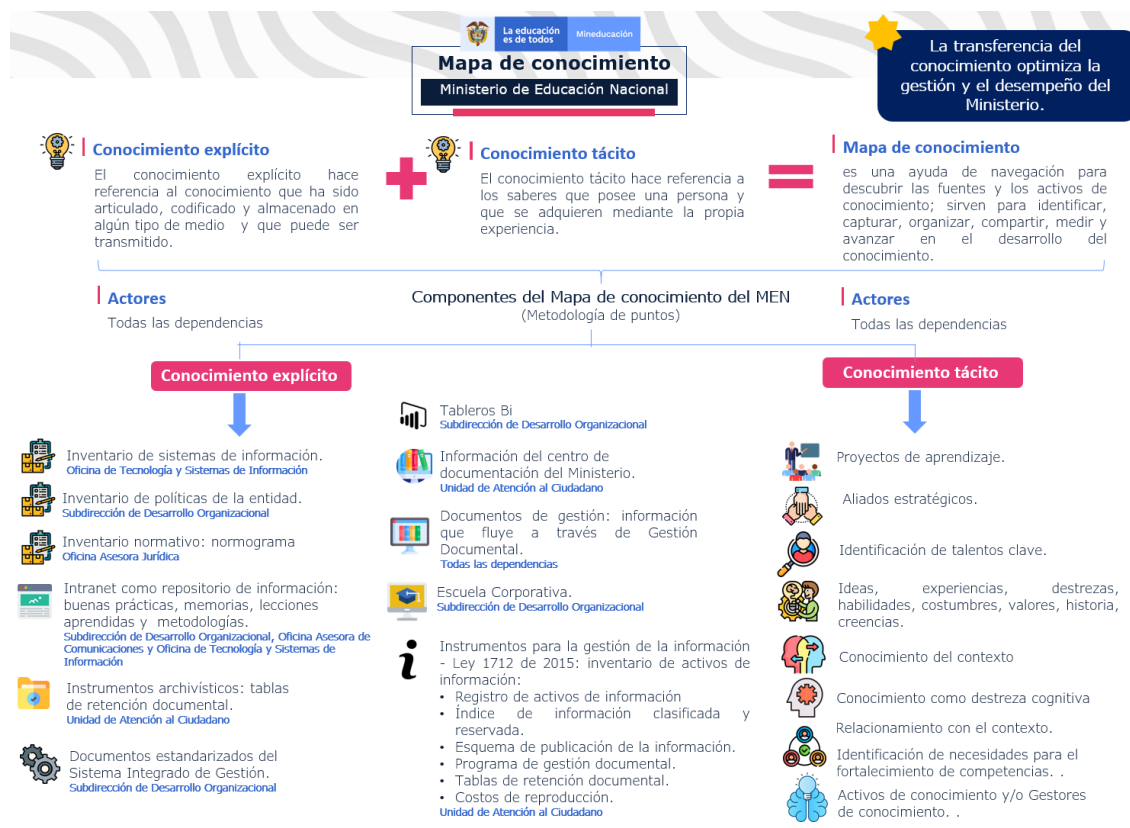 La educación
es de todos
Mineducación
Mapa de conocimiento
Ministerio de Educación Nacional
La transferencia del
conocimiento optimiza la
gestión y el desempeño del
Ministerio.
Conocimiento explícito
El conocimiento explícito hace
referencia al conocimiento que ha sido
articulado, codificado y almacenado en
algún tipo de medio y que puede ser
transmitido.
Conocimiento tácito
El conocimiento tácito hace referencia a
los saberes que posee una persona y
que se adquieren mediante la propia
experiencia.
Mapa de conocimiento
es una ayuda de navegación para
descubrir las fuentes y los activos de
conocimiento; sirven para identificar,
capturar, organizar, compartir, medir y
avanzar en el desarrollo del
conocimiento.
Actores
Todas las dependencias
Componentes del Mapa de conocimiento del MEN
(Metodología de puntos)
Actores
Todas las dependencias
Conocimiento explícito
Conocimiento tácito
Inventario de sistemas de información.
Oficina de Tecnología y Sistemas de Información
Inventario de políticas de la entidad.
Subdirección de Desarrollo Organizacional
Inventario normativo: normograma
Oficina Asesora Jurídica
Intranet como repositorio de información:
buenas prácticas, memorias, lecciones
aprendidas y metodologías.
Subdirección de Desarrollo Organizacional, Oficina Asesora de
Comunicaciones y Oficina de Tecnología y Sistemas de
Información
Instrumentos archivísticos: tablas
de retención documental.
Unidad de Atención al Ciudadano
Documentos estandarizados del
Sistema Integrado de Gestión.
Subdirección de Desarrollo Organizacional
Tableros Bi
Subdirección de Desarrollo Organizacional
Información del centro de
documentación del Ministerio.
Unidad de Atención al Ciudadano
Documentos de gestión: información
que fluye a través de Gestión
Documental.
Todas las dependencias
Escuela Corporativa.
Subdirección de Desarrollo Organizacional
Instrumentos para la gestión de la información
- Ley 1712 de 2015: inventario de activos de
información:
• Registro de activos de información
• Índice de información clasificada y
reservada.
• Esquema de publicación de la información.
• Programa de gestión documental.
• Tablas de retención documental.
• Costos de reproducción.
Unidad de Atención al Ciudadano
Proyectos de aprendizaje.
Aliados estratégicos.
Identificación de talentos clave.
Ideas, experiencias, destrezas,
habilidades, costumbres, valores, historia,
creencias.
Conocimiento del contexto
Conocimiento como destreza cognitiva
Relacionamiento con el contexto.
Identificación de necesidades para el
fortalecimiento de competencias. .
Activos de conocimiento y/o Gestores
de conocimiento. .